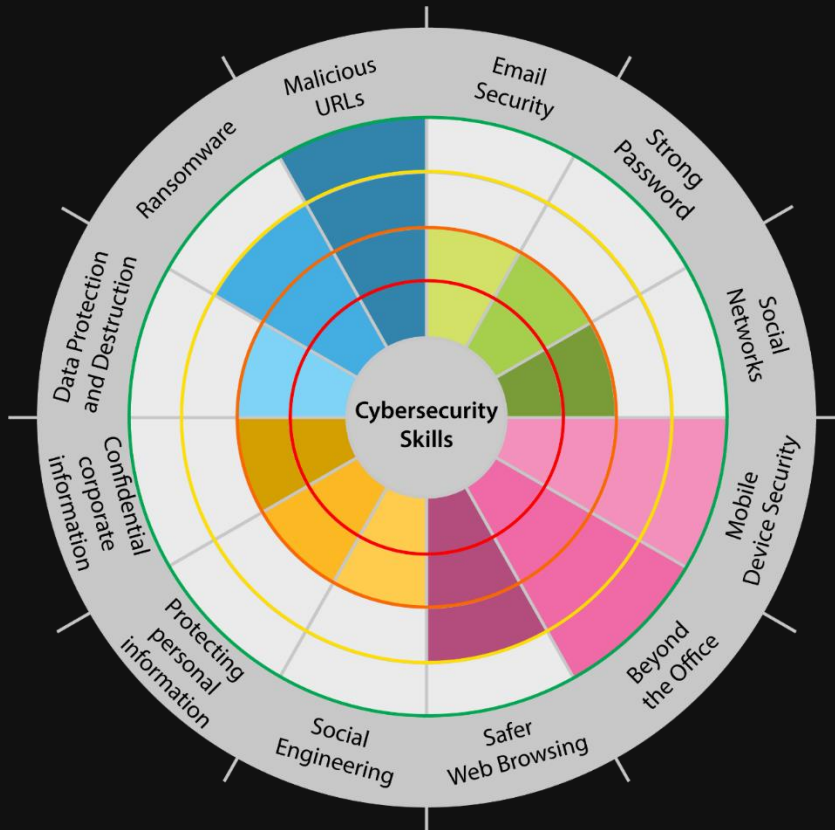 Malicious
URLs
Email
Security
Strong
Password
Social
Networks
Mobile
Device Security
Beyond
the Office
Safer
Web Browsing
Social
Engineering
Protecting
personal
information
Confidential
corporate
information
Data Protection
and Destruction
Ransomware
Cybersecurity
Skills